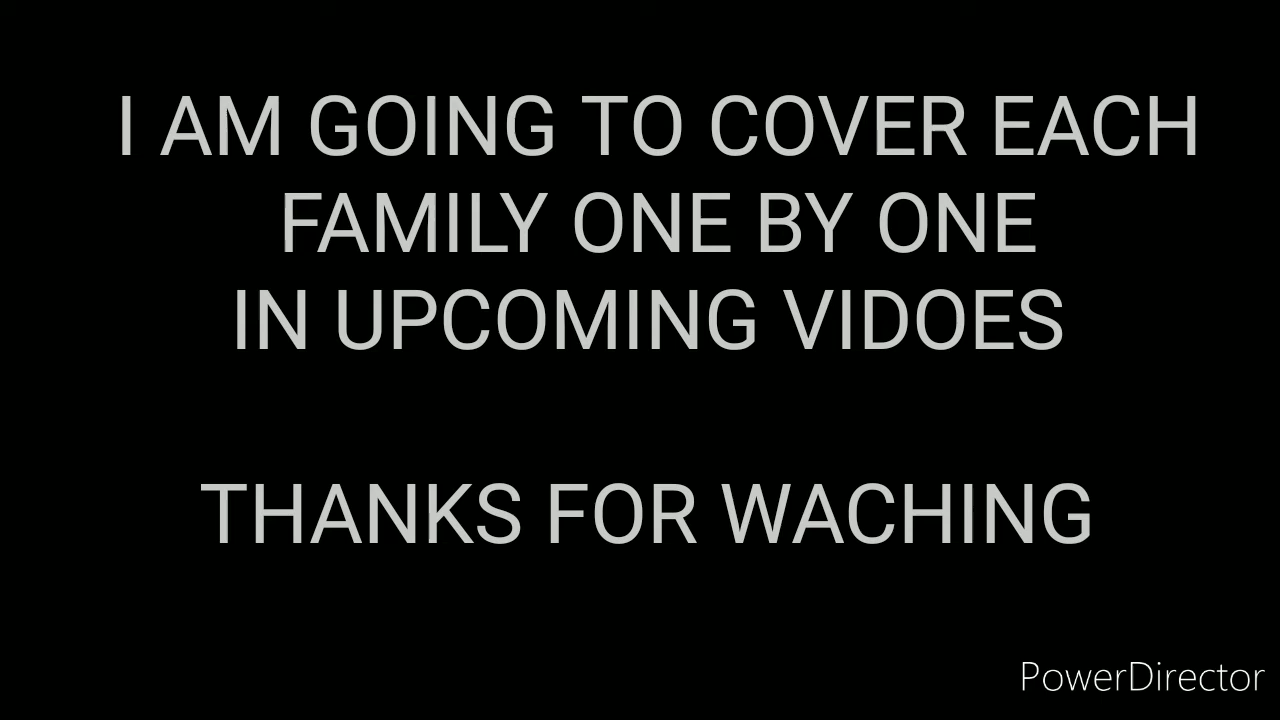 I AM GOING TO COVER EACH
FAMILY ONE BY ONE
IN UPCOMING VIDOES
THANKS FOR WACHING
PowerDirector